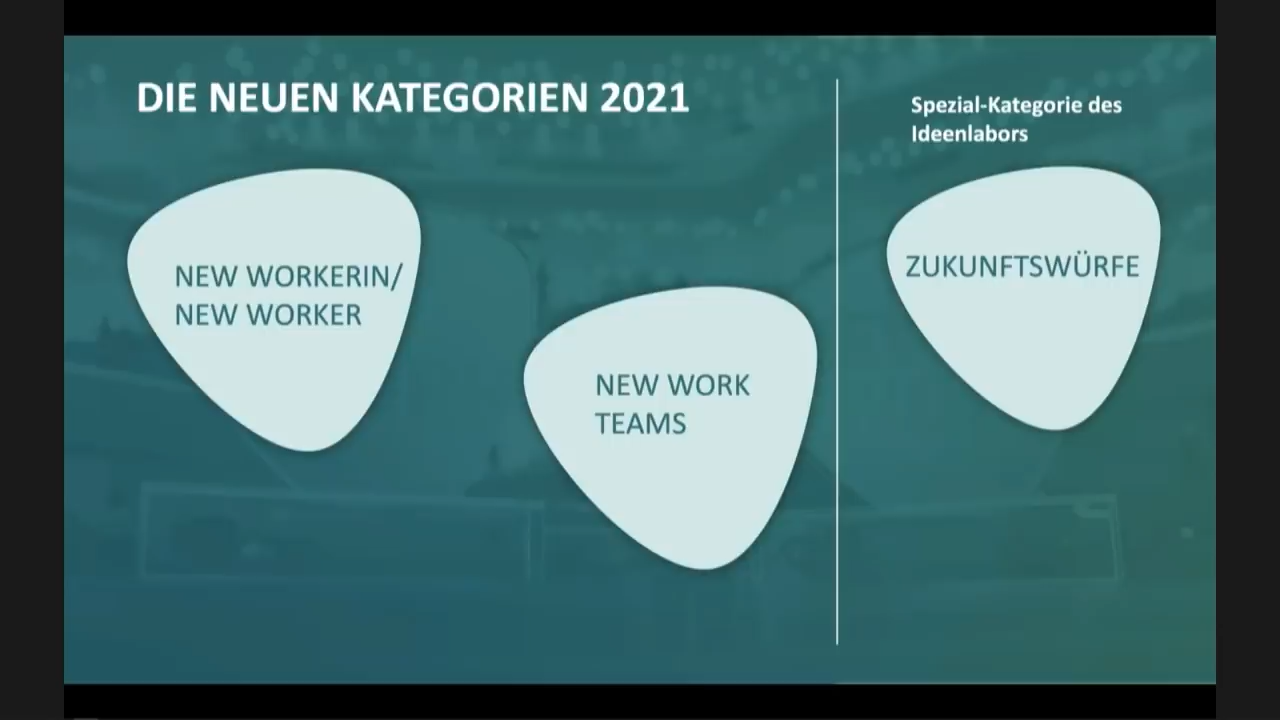 DIE NEUEN KATEGORIEN 2021
NEW WORKERIN/
NEW WORKER
NEW WORK
TEAMS
Spezial-Kategorie des
Ideenlabors
ZUKUNFTSWÜRFE